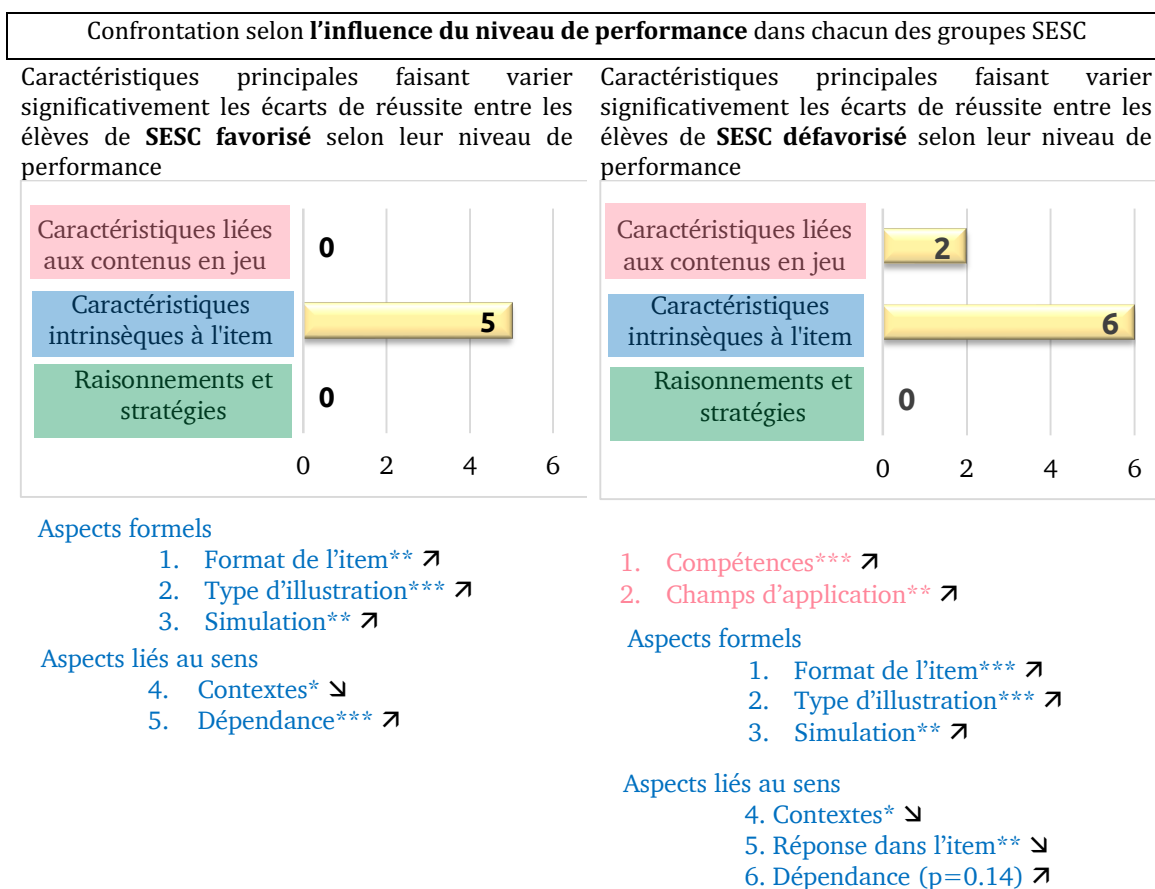 Confrontation selon l'influence du niveau de performance dans chacun des groupes SESC
Caractéristiques principales faisant varier
significativement les écarts de réussite entre les
élèves de SESC favorisé selon leur niveau de
performance
Caractéristiques liées
aux contenus en jeu
0
Caractéristiques
intrinsèques à l'item
5
Raisonnements et
stratégies
0
0 2 4 6
Aspects formels
1. Format de l'item** ↗
2. Type d'illustration*** ↗
3. Simulation** ↗
Aspects liés au sens
4. Contextes* ↘
5. Dépendance*** ↗
Caractéristiques principales faisant varier
significativement les écarts de réussite entre les
élèves de SESC défavorisé selon leur niveau de
performance
Caractéristiques liées
aux contenus en jeu
2
Caractéristiques
intrinsèques à l'item
6
Raisonnements et
stratégies
0
0 2 4 6
1. Compétences*** ↗
2. Champs d'application** ↗
Aspects formels
1. Format de l'item*** ↗
2. Type d'illustration*** ↗
3. Simulation** ↗
Aspects liés au sens
4. Contextes* ↘
5. Réponse dans l'item** ↘
6. Dépendance (p=0.14) ↗